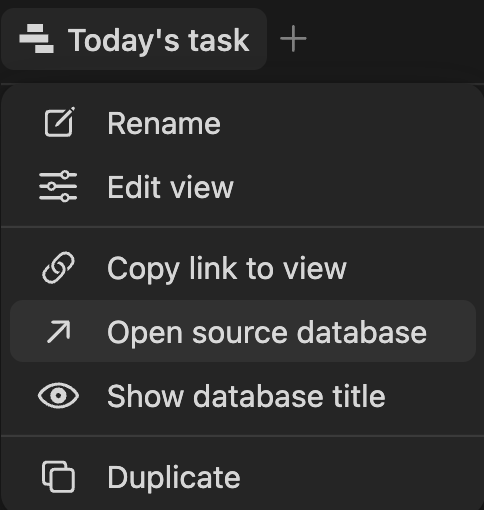 Today's task
Rename
Edit view
Copy link to view
Open source database
Show database title
Duplicate